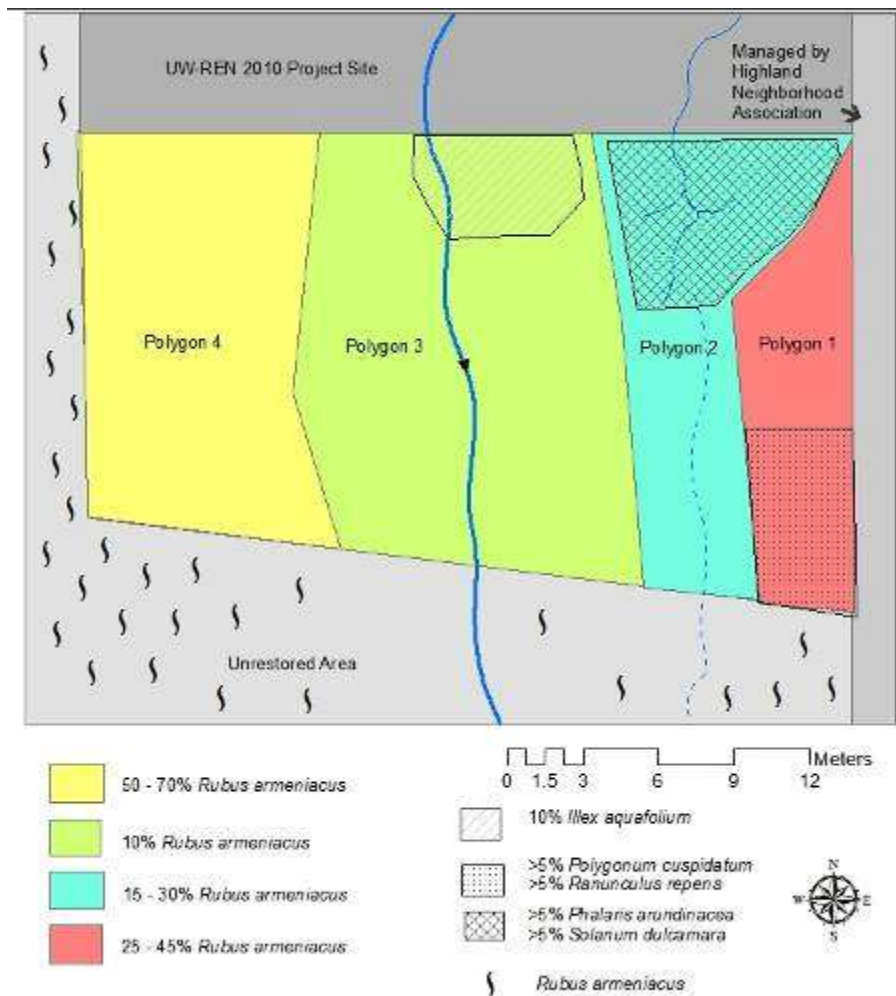 UW-REN 2010 Project Site
Managed by
Highland
Neighborhood
Association
Polygon 4
Polygon 3
Polygon 2
Polygon 1
Unrestored Area
50 - 70% Rubus armeniacus
10% Rubus armeniacus
15 - 30% Rubus armeniacus
25 - 45% Rubus armeniacus
Meters
0 1.5 3 6 9 12
10% Illex aquafolium
>5% Polygonum cuspidatum
>5% Ranunculus repens
>5% Phalaris arundinacea
>5% Solanum dulcamara
Rubus armeniacus
N
W E
S